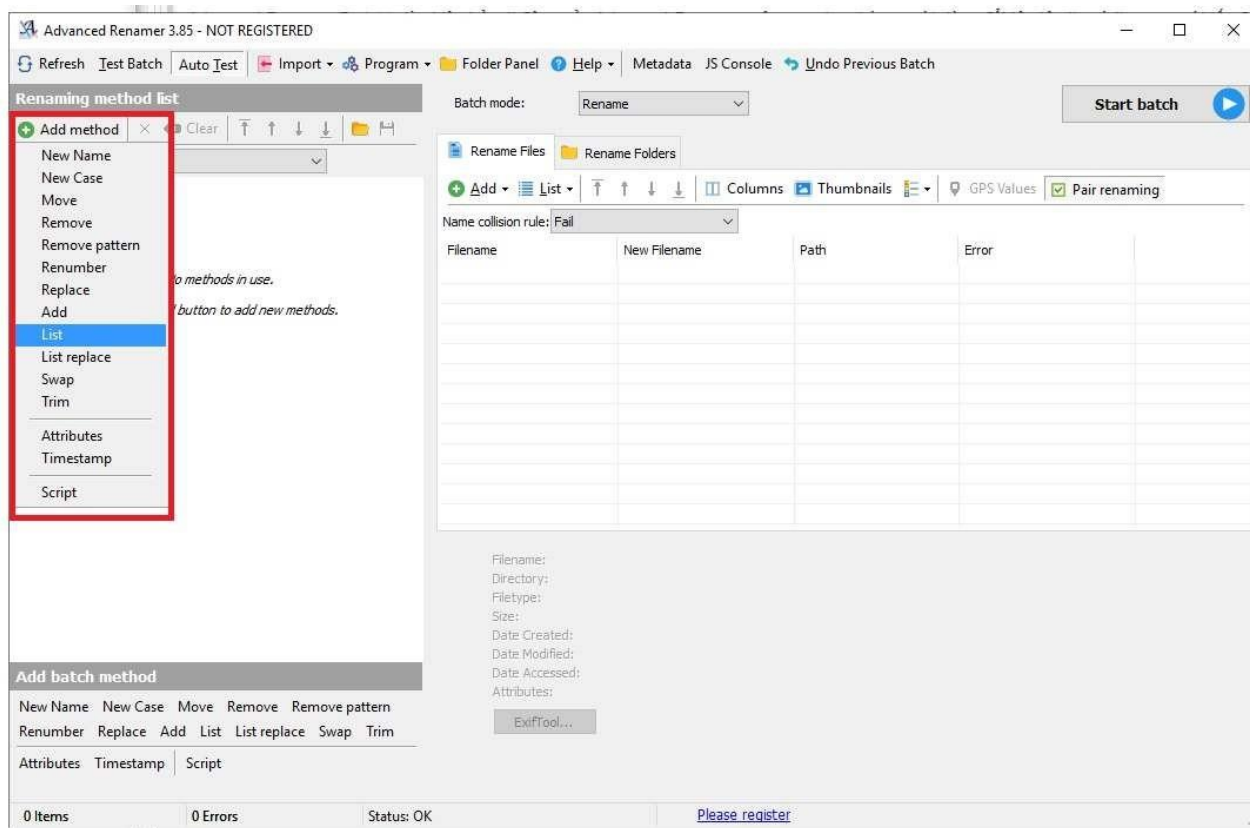 Advanced Renamer 3.85 - NOT REGISTERED
Refresh Test Batch Auto Test Import Program Folder Panel Help Metadata JS Console Undo Previous Batch
Renaming method list
Add method Clear
New Name
New Case
Move
Remove
Remove pattern
Renumber
Replace
Add
List
List replace
Swap
Trim
Attributes
Timestamp
Script
methods in use.
button to add new methods.
Batch mode: Rename
Start batch
Rename Files Rename Folders
Add List Columns Thumbnails GPS Values Pair renaming
Name collision rule: Fail
Filename New Filename Path Error
Filename:
Directory:
Filetype:
Size:
Date Created:
Date Modified:
Date Accessed:
Attributes:
ExifTool...
Add batch method
New Name New Case Move Remove Remove pattern
Renumber Replace Add List List replace Swap Trim
Attributes Timestamp Script
0 Items 0 Errors Status: OK Please register